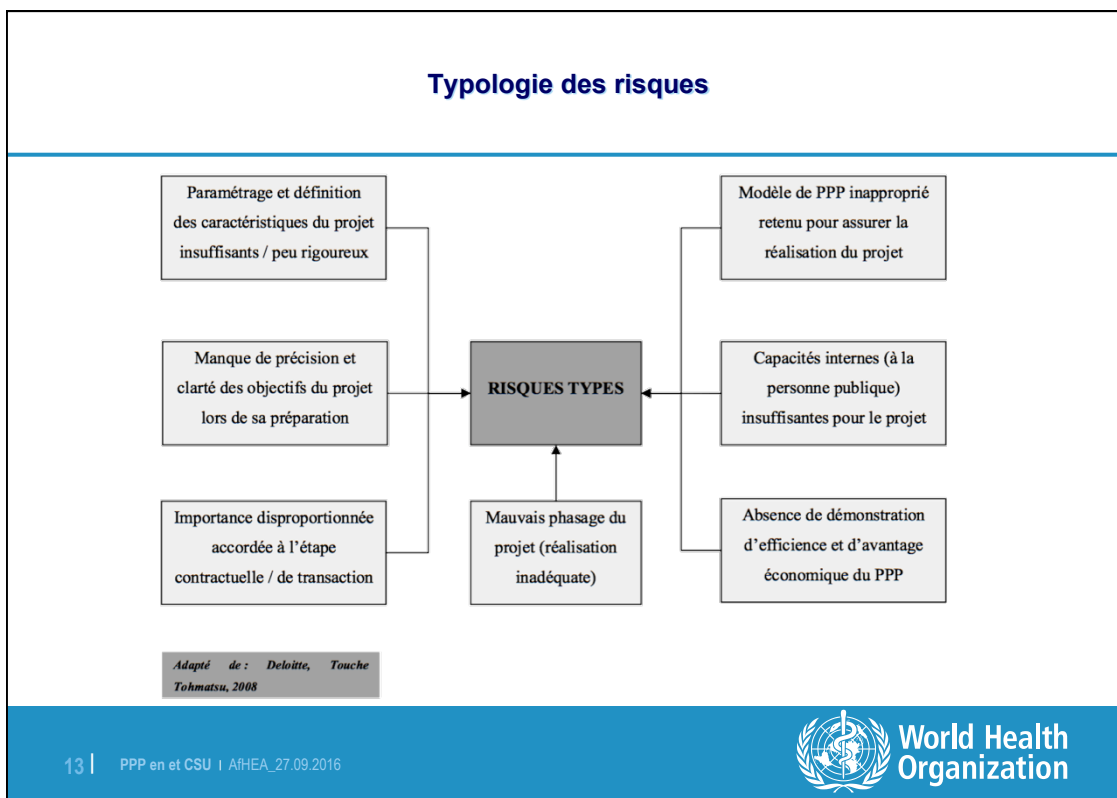 Typologie des risques
Paramétrage et définition
des caractéristiques du projet
insuffisants / peu rigoureux
Modèle de PPP inapproprié
retenu pour assurer la
réalisation du projet
Manque de précision et
clarté des objectifs du projet
lors de sa préparation
RISQUES TYPES
Capacités internes (à la
personne publique)
insuffisantes pour le projet
Importance disproportionnée
accordée à l'étape
contractuelle / de transaction
Mauvais phasage du
projet (réalisation
inadéquate)
Absence de démonstration
d'efficience et d'avantage
économique du PPP
Adapté de : Deloitte, Touche
Tohmatsu, 2008
13 | PPP en et CSU | AfHEA_27.09.2016
World Health
Organization